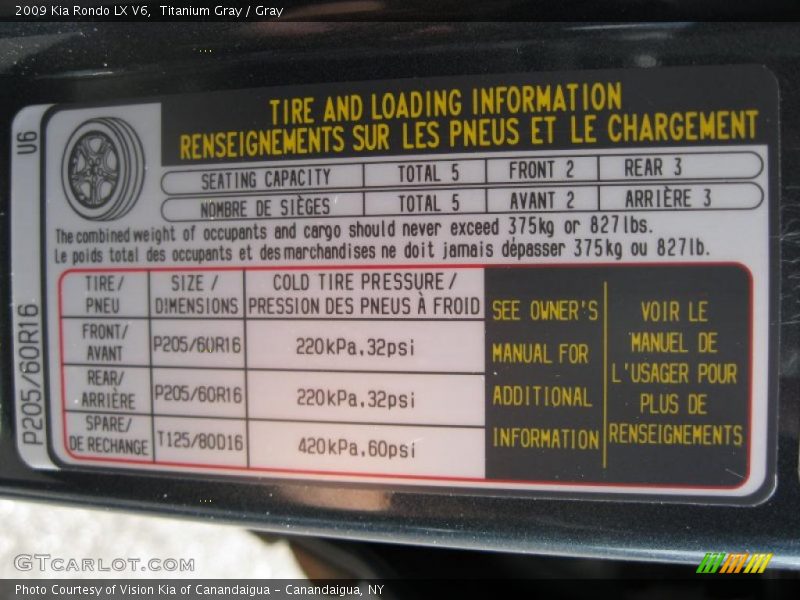 2009 Kia Rondo LX V6,  Titanium Gray / Gray
U6
P205/60R16
TIRE AND LOADING INFORMATION
RENSEIGNEMENTS SUR LES PNEUS ET LE CHARGEMENT
SEATING CAPACITY TOTAL 5 FRONT 2 REAR 3
NOMBRE DE SIÈGES TOTAL 5 AVANT 2 ARRIÈRE 3
The combined weight of occupants and cargo should never exceed 375kg or 827lbs.
Le poids total des occupants et des marchandises ne doit jamais dépasser 375kg ou 827lb.
TIRE/
PNEU
SIZE /
DIMENSIONS
COLD TIRE PRESSURE/
PRESSION DES PNEUS À FROID
FRONT/
AVANT
P205/60R16
220kPa,32psi
REAR/
ARRIÈRE
P205/60R16
220kPa,32psi
SPARE/
DE RECHANGE
T125/80D16
420kPa,60psi
SEE OWNER'S
MANUAL FOR
ADDITIONAL
INFORMATION
VOIR LE
MANUEL DE
L'USAGER POUR
PLUS DE
RENSEIGNEMENTS
GTCarLot.com
Photo Courtesy of Vision Kia of Canandaigua - Canandaigua, NY